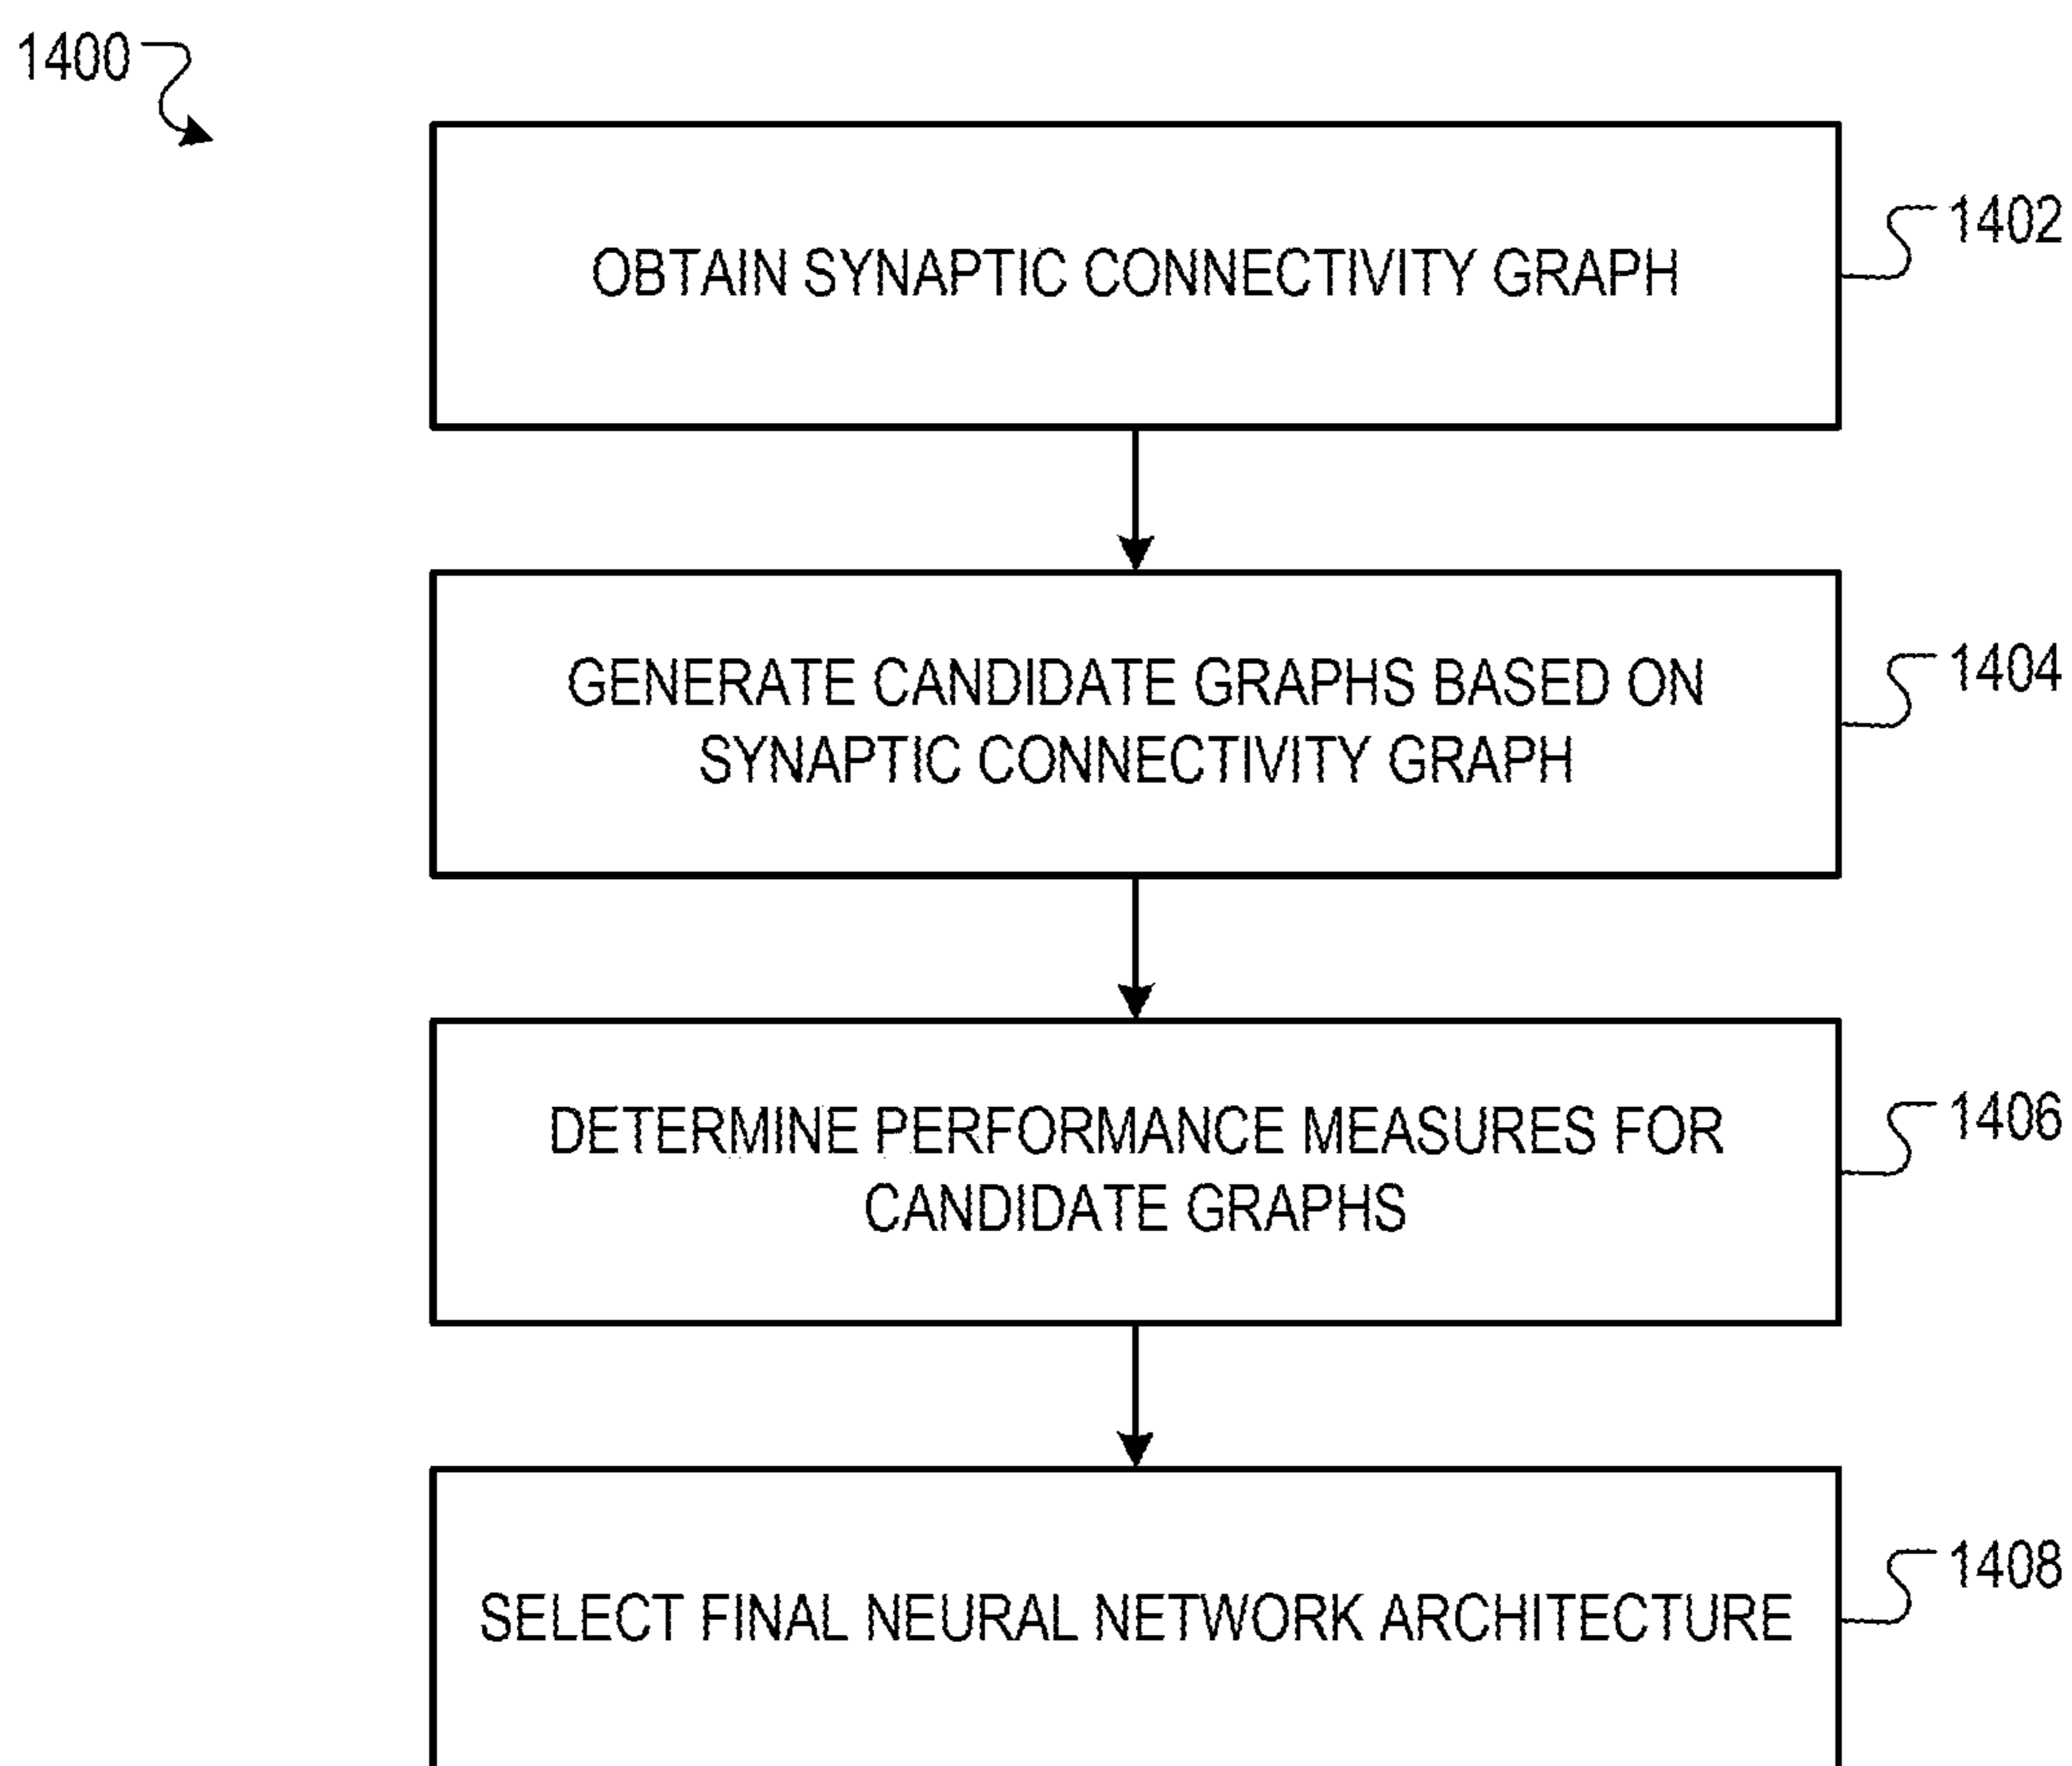 1400
OBTAIN SYNAPTIC CONNECTIVITY GRAPH
1402
GENERATE CANDIDATE GRAPHS BASED ON
SYNAPTIC CONNECTIVITY GRAPH
1404
DETERMINE PERFORMANCE MEASURES FOR
CANDIDATE GRAPHS
1406
SELECT FINAL NEURAL NETWORK ARCHITECTURE
1408